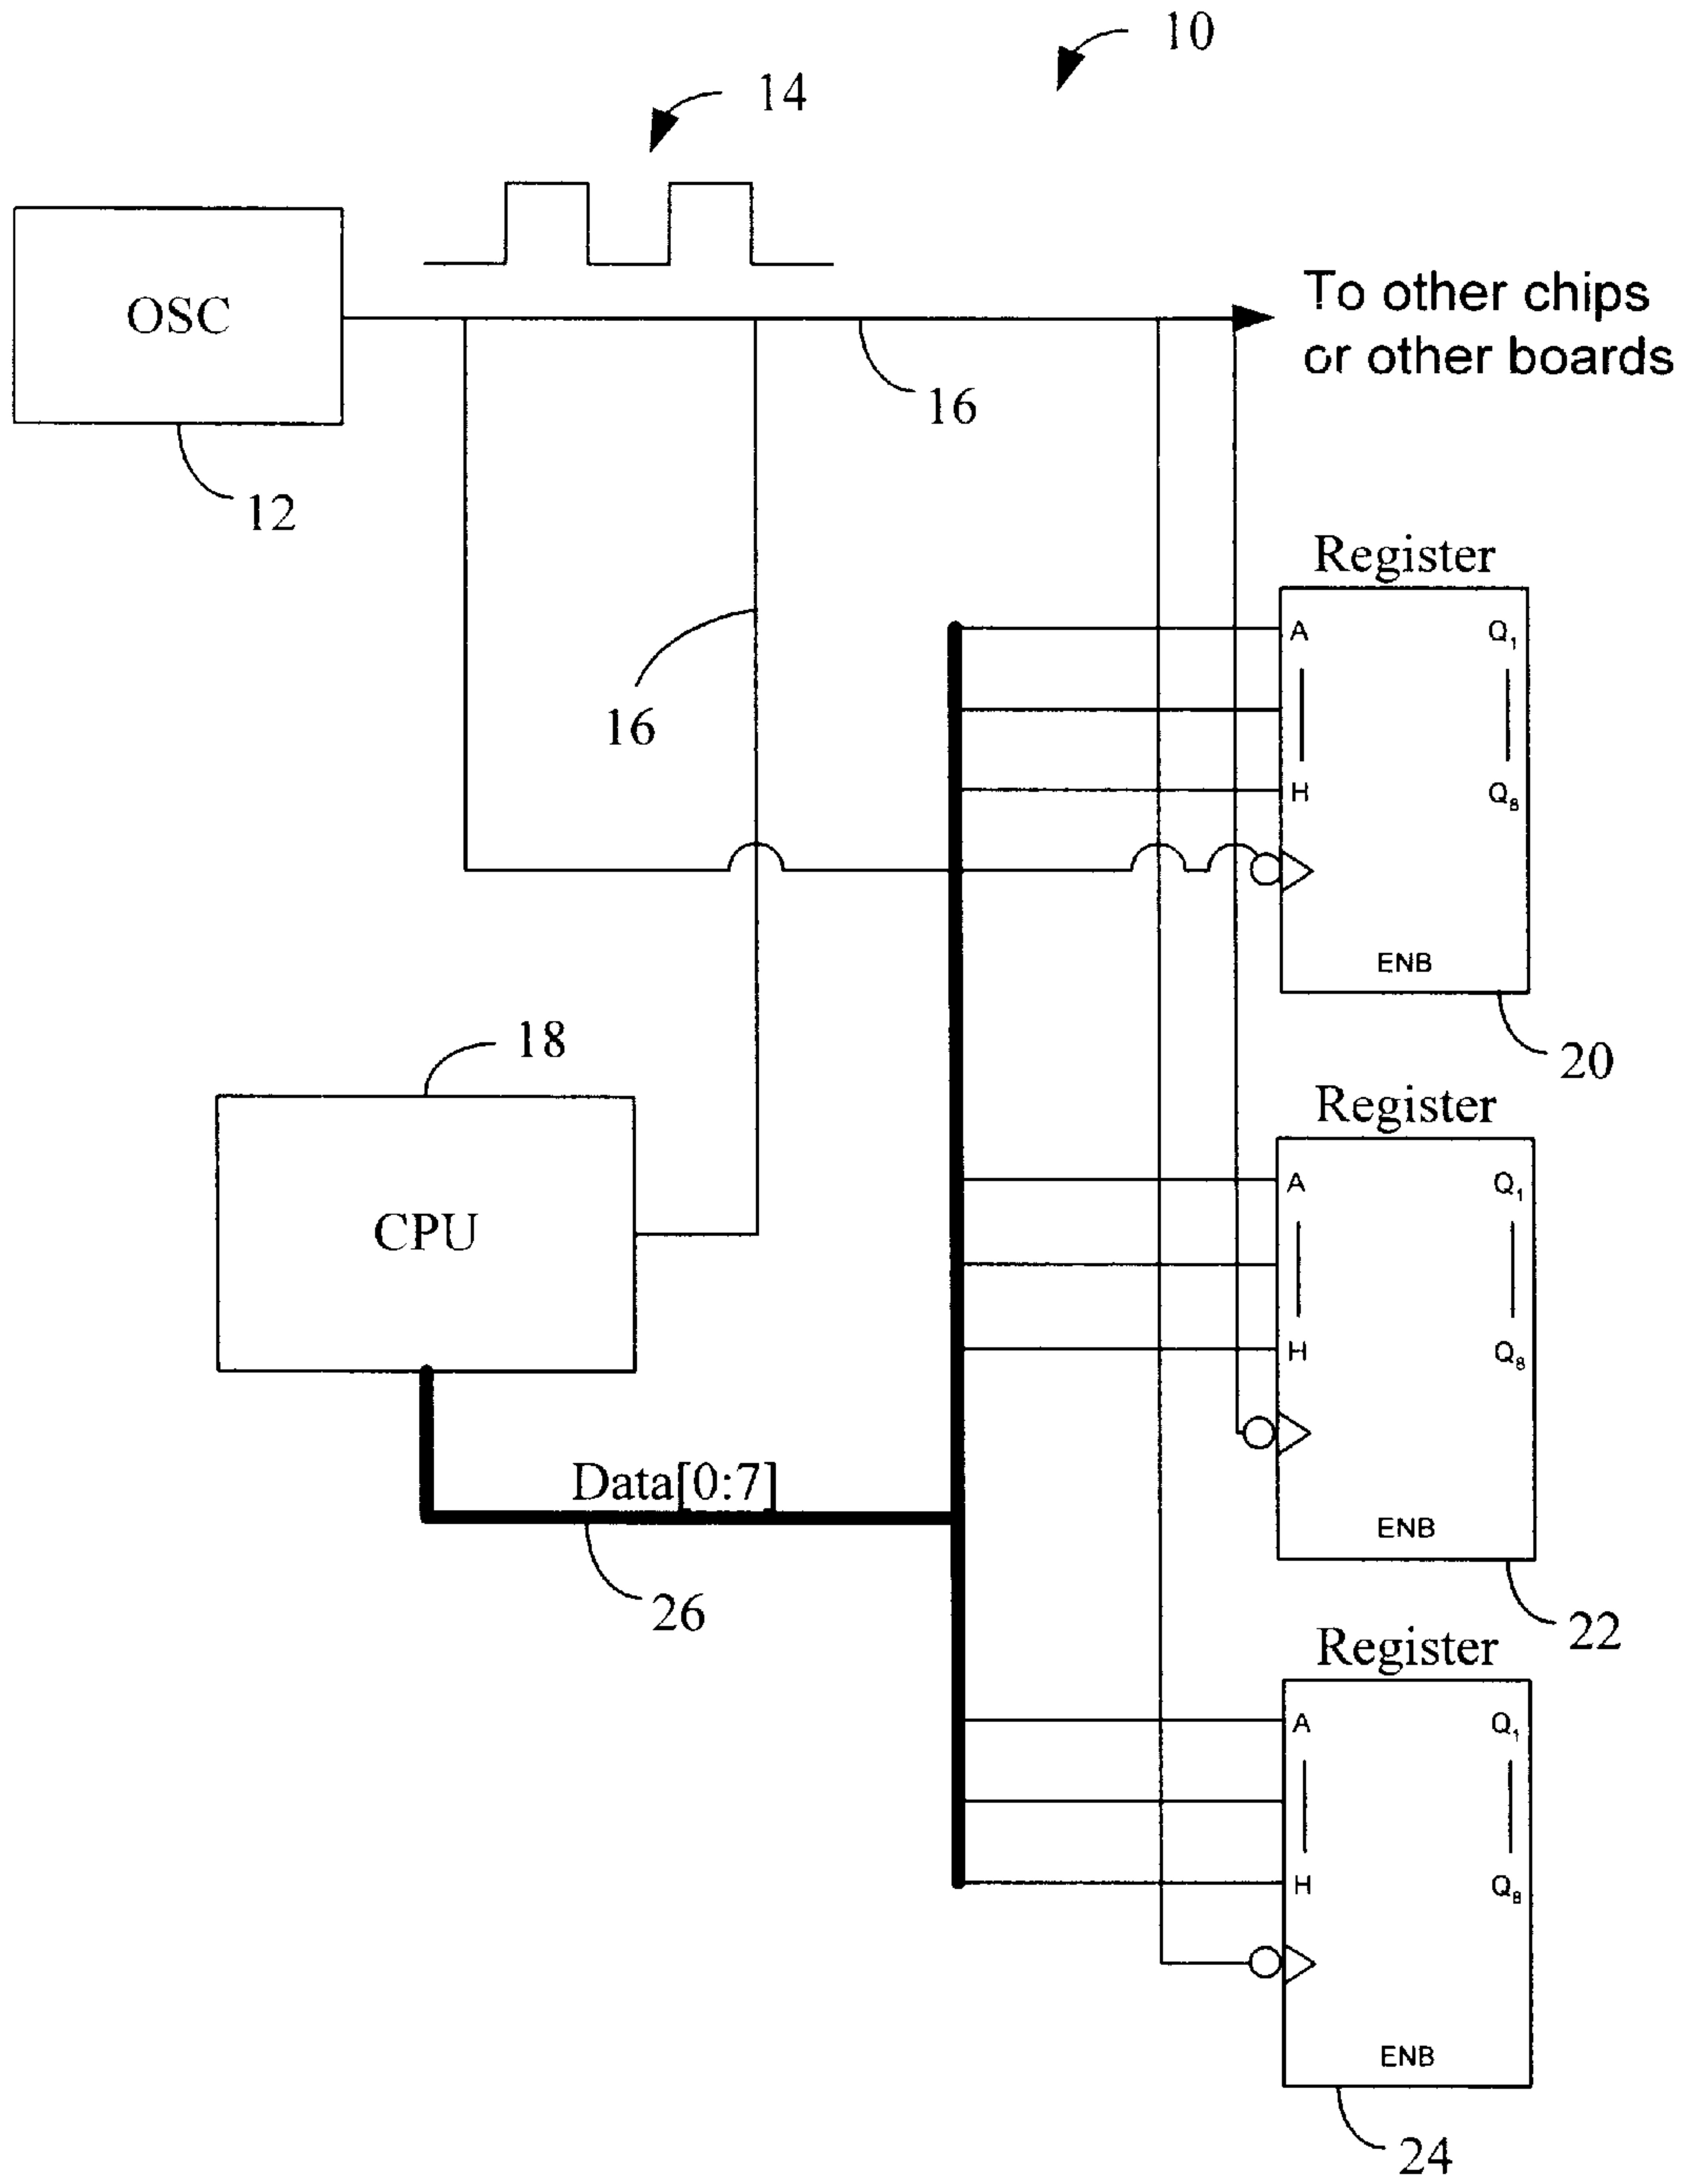 10
14
OSC
To other chips
or other boards
16
12
Register
A Q1
16
H Q8
ENB
18
20
Register
A Q1
CPU
H Q8
Data[0:7]
ENB
26
22
Register
A Q1
H Q8
ENB
24